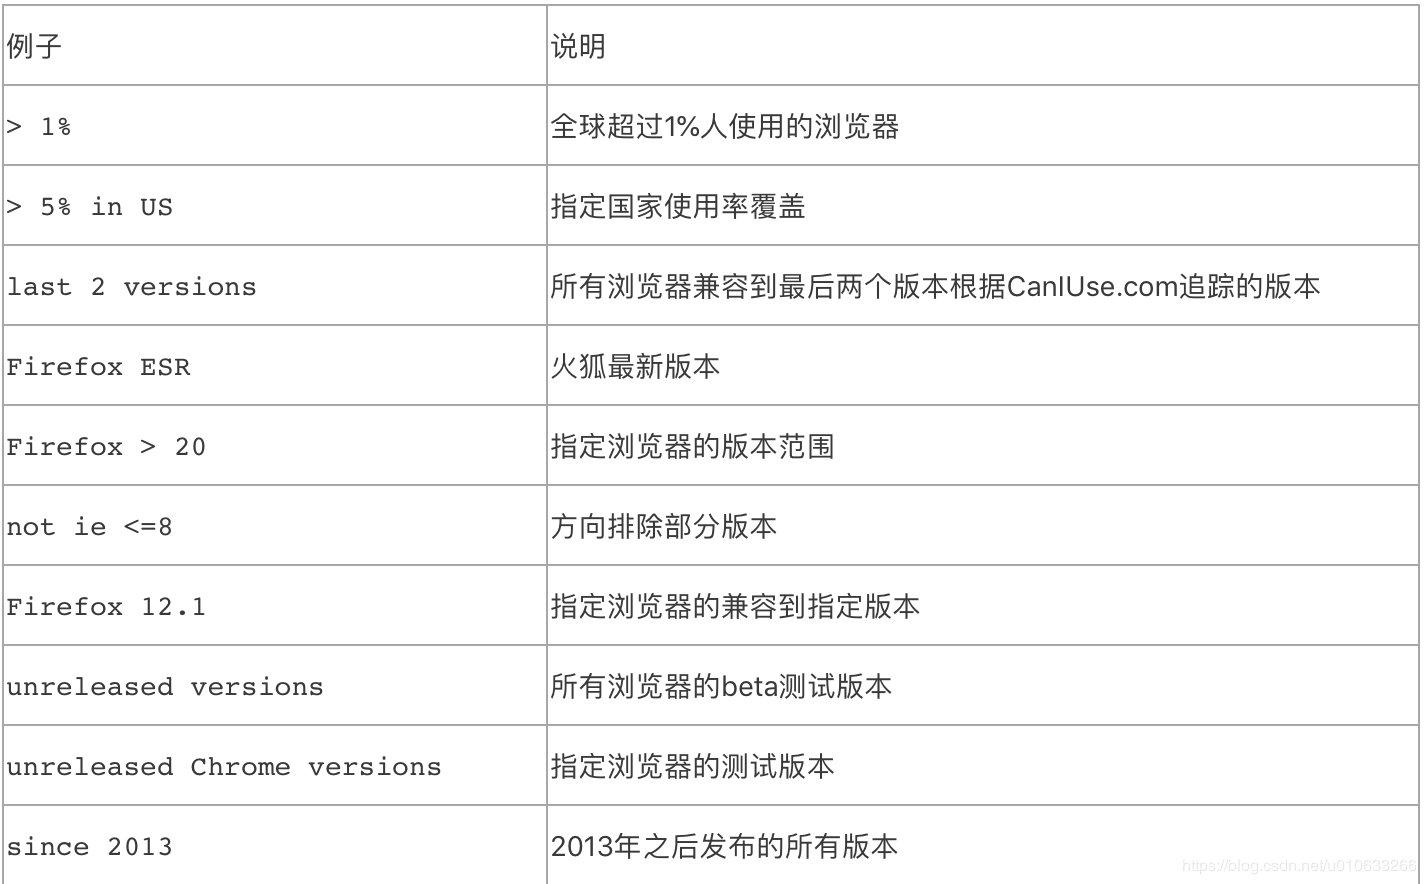 例子
说明
> 1%
全球超过1%人使用的浏览器
> 5% in US
指定国家使用率覆盖
last 2 versions
所有浏览器兼容到最后两个版本根据CanIUse.com追踪的版本
Firefox ESR
火狐最新版本
Firefox > 20
指定浏览器的版本范围
not ie <=8
方向排除部分版本
Firefox 12.1
指定浏览器的兼容到指定版本
unreleased versions
所有浏览器的beta测试版本
unreleased Chrome versions
指定浏览器的测试版本
since 2013
2013年之后发布的所有版本
https://blog.csdn.net/u010633266